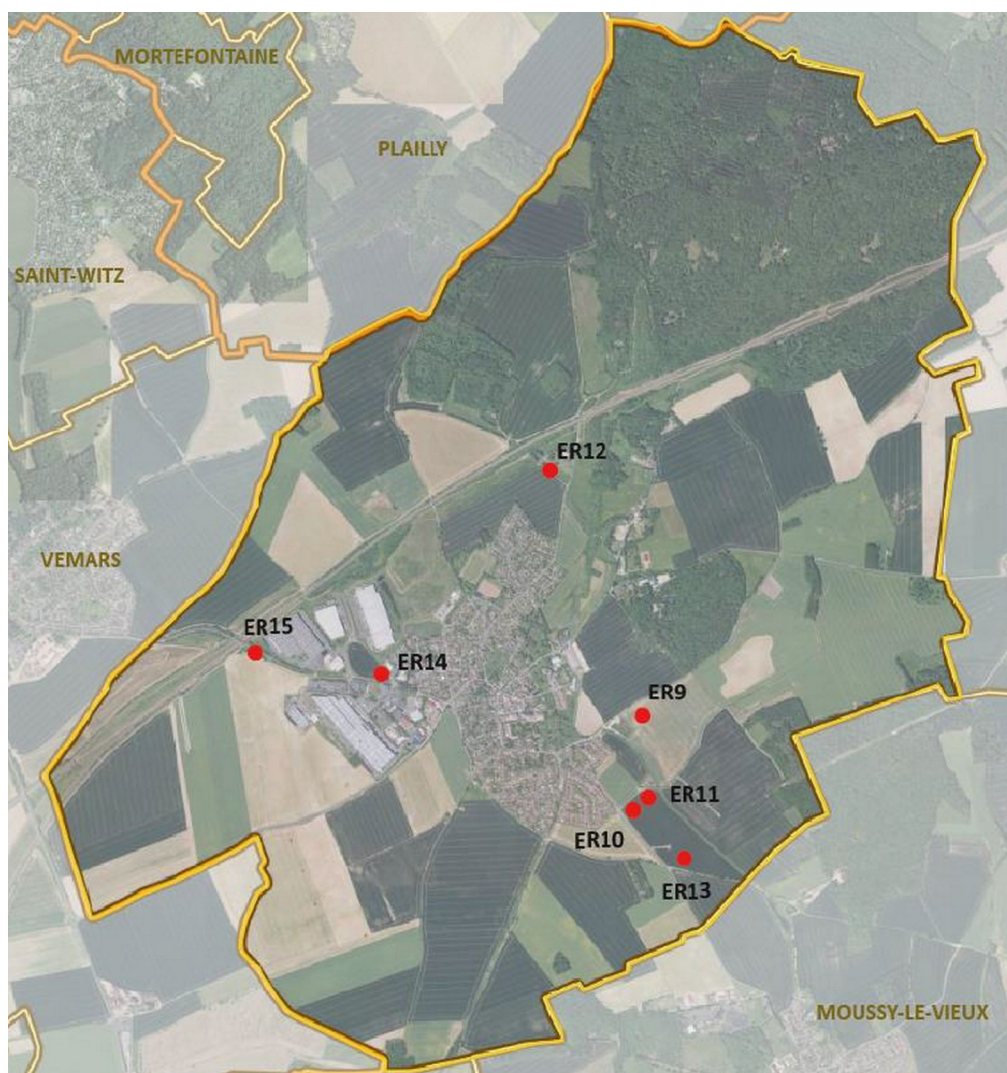 MORTEFONTAINE
PLAILLY
SAINT-WITZ
ER12
VEMARS
ER15
ER14
ER9
ER11
ER10
ER13
MOUSSY-LE-VIEUX